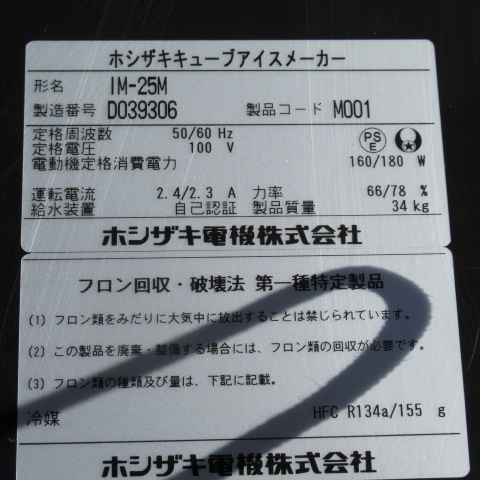 ホシザキキューブアイスメーカー
形名 IM-25M
製造番号 D039306 製品コード M001
定格周波数 50/60 Hz
定格電圧 100 V
PS E
電動機定格消費電力 160/180 W
運転電流 2.4/2.3 A 力率 66/78 %
給水装置 自己認証 製品質量 34 kg
ホシザキ電機株式会社
フロン回収・破壊法 第一種特定製品
(1) フロン類をみだりに大気中に放出することは禁じられています。
(2) この製品を廃棄・整備する場合には、フロン類の回収が必要です。
(3) フロン類の種類及び量は、下記に記載。
冷媒 HFC R134a/155 g
ホシザキ電機株式会社